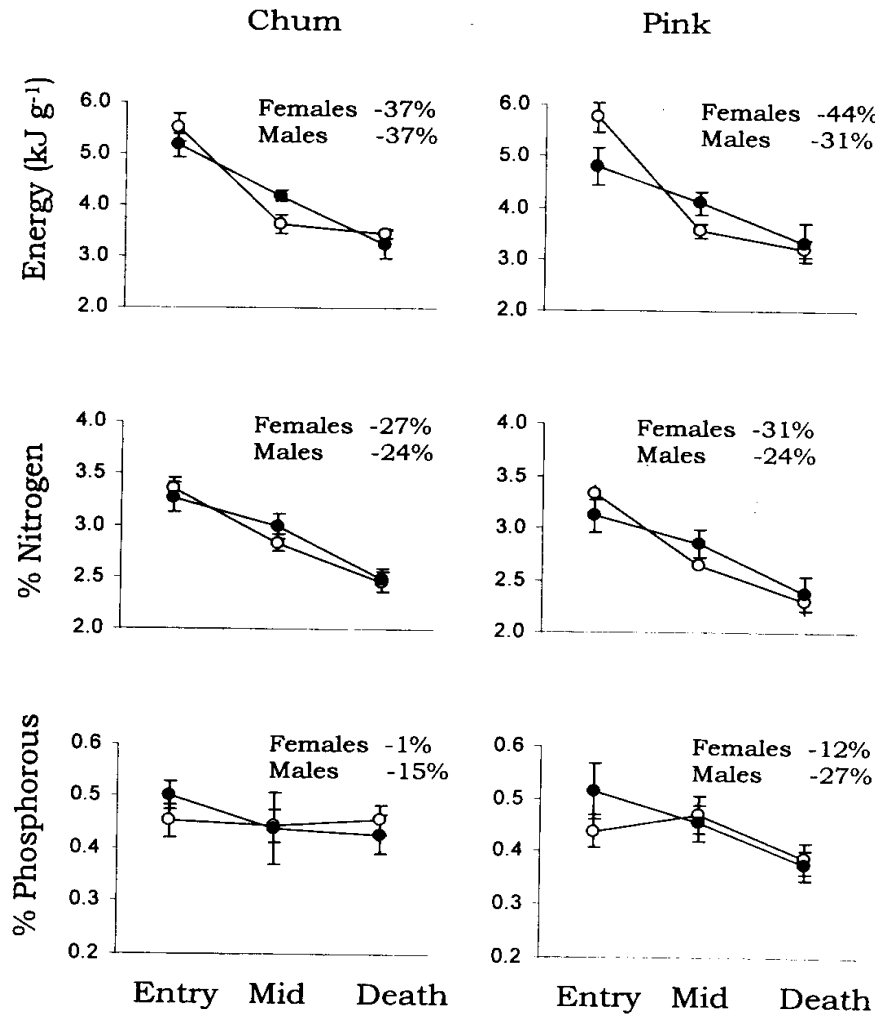 Chum
Pink
Energy (kJ g⁻¹)
6.0
5.0
4.0
3.0
2.0
Females -37%
Males -37%
6.0
5.0
4.0
3.0
2.0
Females -44%
Males -31%
% Nitrogen
4.0
3.5
3.0
2.5
2.0
Females -27%
Males -24%
4.0
3.5
3.0
2.5
2.0
Females -31%
Males -24%
% Phosphorous
0.6
0.5
0.4
0.3
0.2
Females -1%
Males -15%
0.6
0.5
0.4
0.3
0.2
Females -12%
Males -27%
Entry Mid Death
Entry Mid Death